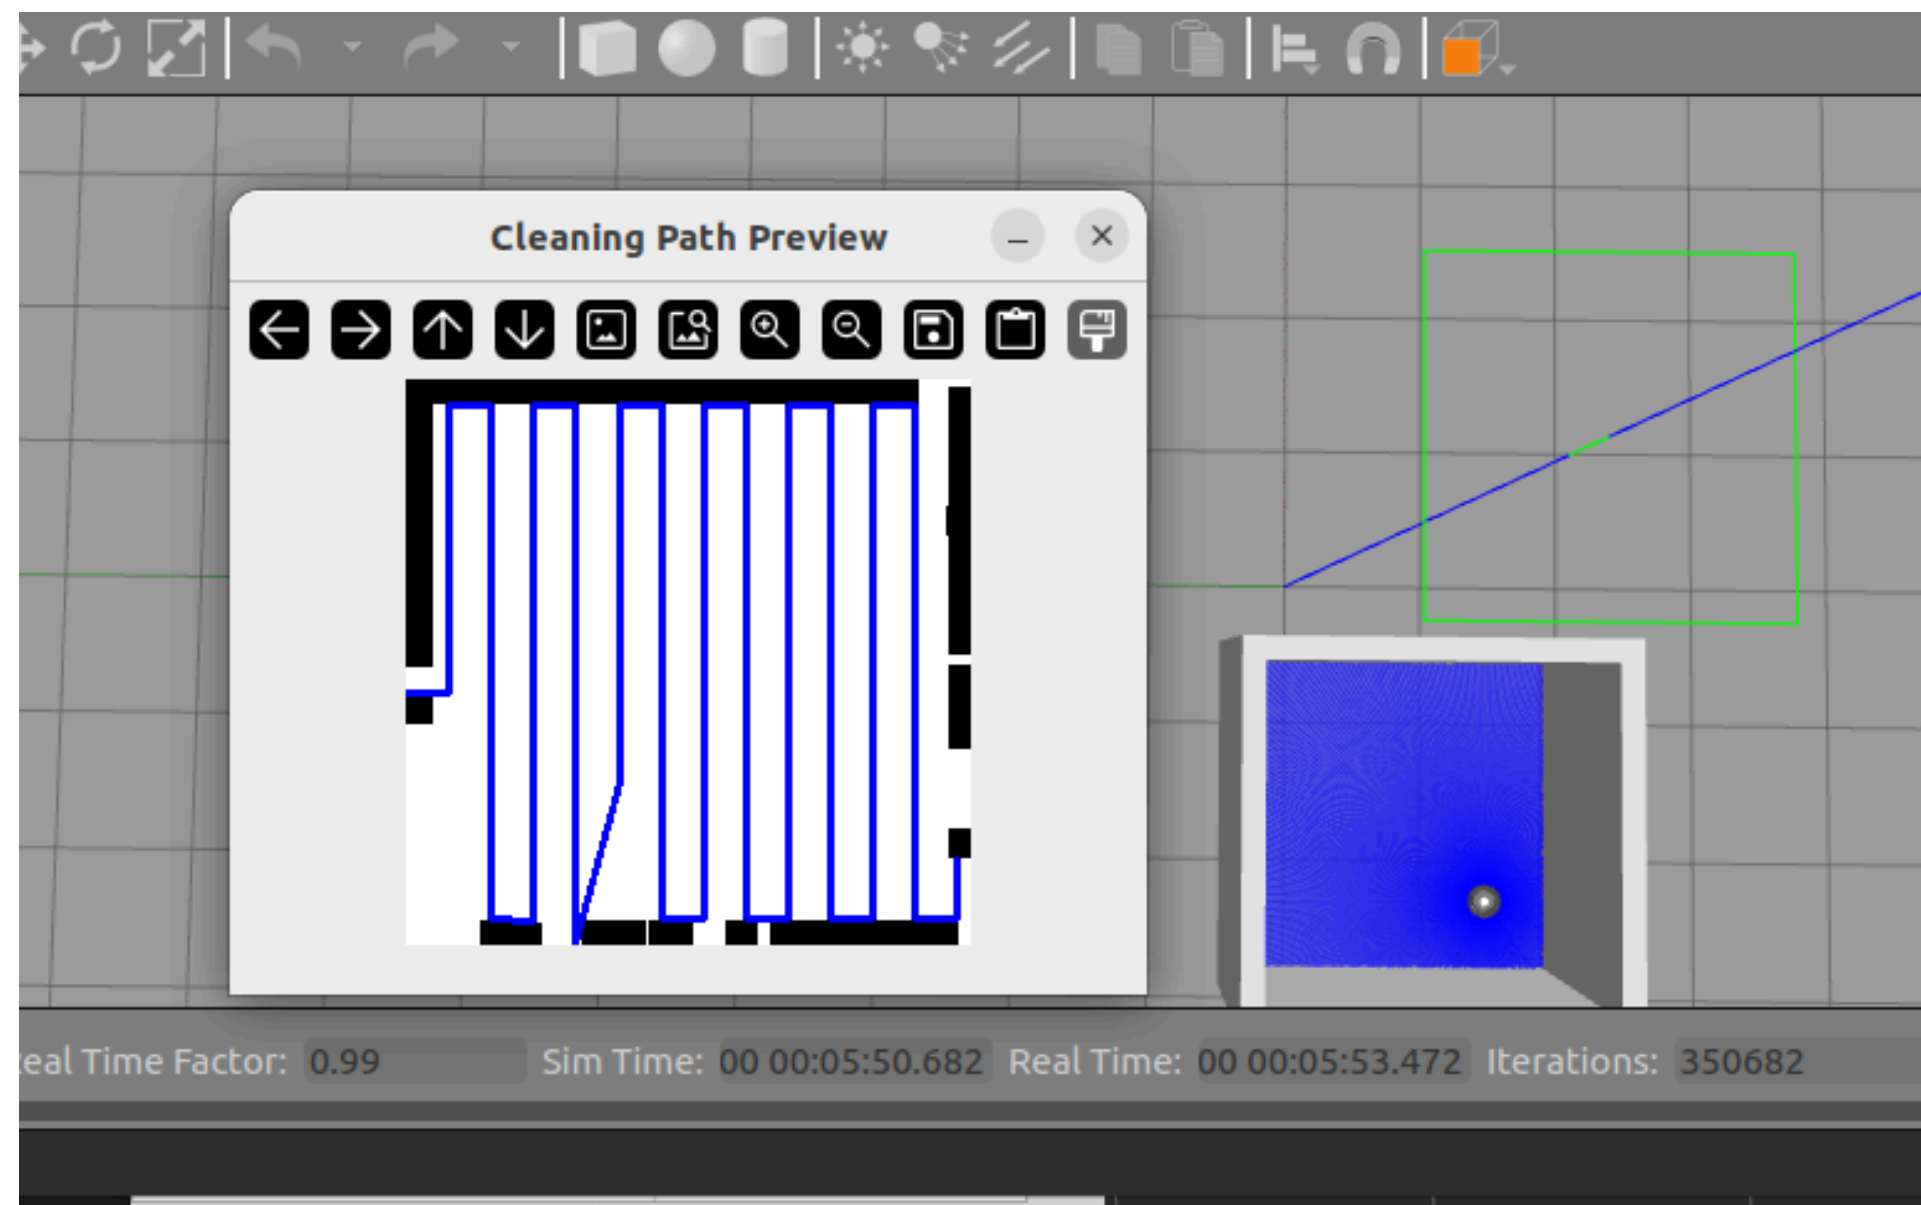 Cleaning Path Preview
eal Time Factor: 0.99 Sim Time: 00 00:05:50.682 Real Time: 00 00:05:53.472 Iterations: 350682